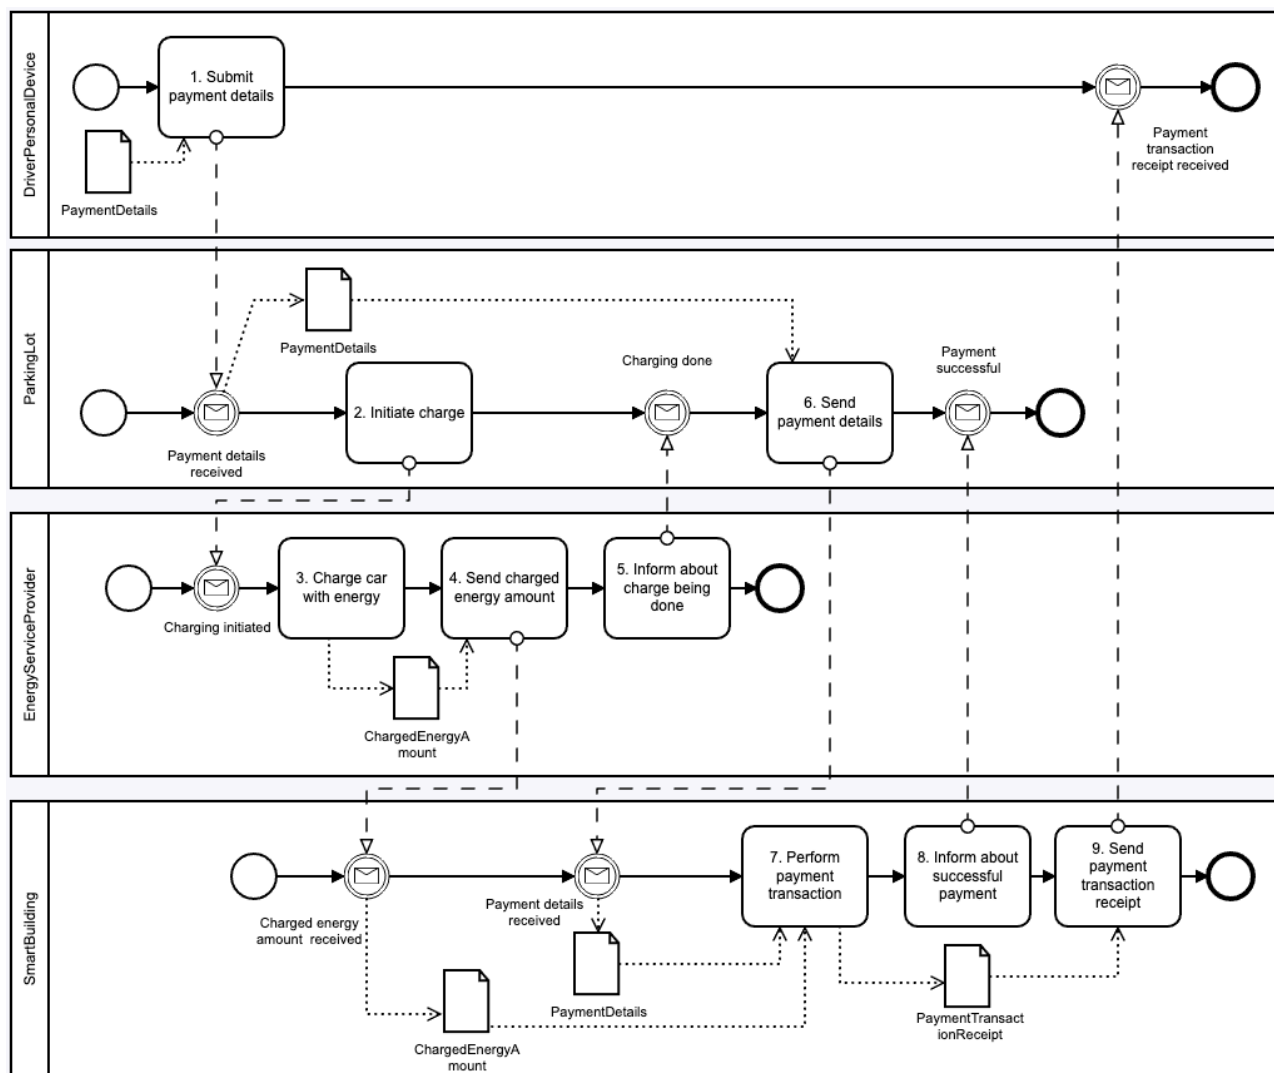 DriverPersonalDevice
1. Submit
payment details
PaymentDetails
Payment
transaction
receipt received
ParkingLot
PaymentDetails
Payment details
received
2. Initiate charge
Charging done
6. Send
payment details
Payment
successful
EnergyServiceProvider
Charging initiated
3. Charge car
with energy
4. Send charged
energy amount
5. Inform about
charge being
done
ChargedEnergyA
mount
SmartBuilding
Charged energy
amount received
Payment details
received
7. Perform
payment
transaction
8. Inform about
successful
payment
9. Send
payment
transaction
receipt
ChargedEnergyA
mount
PaymentDetails
PaymentTransact
ionReceipt